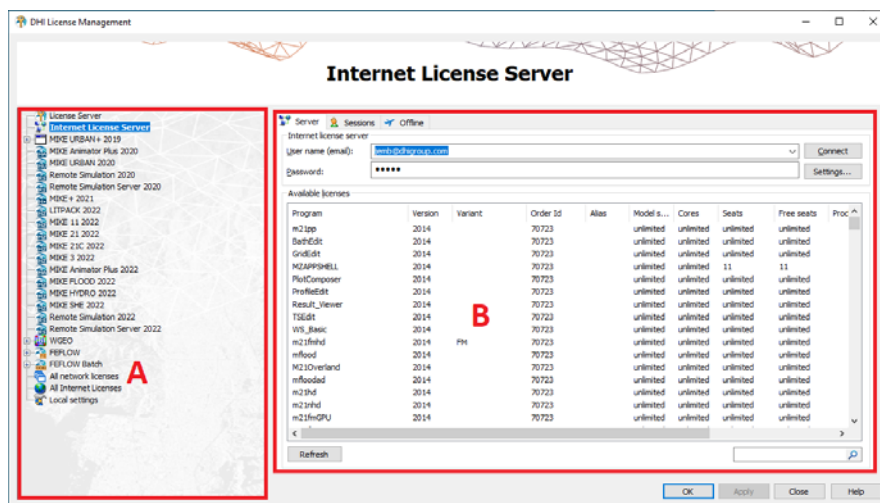 DHI License Management
Internet License Server
License Server
Internet License Server
MIKE URBAN+ 2019
MIKE Animator Plus 2020
MIKE URBAN 2020
Remote Simulation 2020
Remote Simulation Server 2020
MIKE+ 2021
LITPACK 2022
MIKE 11 2022
MIKE 21 2022
MIKE 21C 2022
MIKE 3 2022
MIKE Animator Plus 2022
MIKE FLOOD 2022
MIKE HYDRO 2022
MIKE SHE 2022
Remote Simulation 2022
Remote Simulation Server 2022
WGEO
FEFLOW
FEFLOW Batch
All network licenses
All Internet Licenses
Local settings
A
Server Sessions Offline
Internet license server
User name (email): @dhigroup.com Connect
Password: ••••• Settings...
Available licenses
Program Version Variant Order Id Alias Model s... Cores Seats Free seats Proc
m21pp 2014 70723 unlimited unlimited unlimited unlimited
BathEdit 2014 70723 unlimited unlimited unlimited unlimited
GridEdit 2014 70723 unlimited unlimited unlimited unlimited
MZAPPSHELL 2014 70723 unlimited unlimited 11 11
PlotComposer 2014 70723 unlimited unlimited unlimited unlimited
ProfileEdit 2014 70723 unlimited unlimited unlimited unlimited
Result_Viewer 2014 70723 unlimited unlimited unlimited unlimited
TSEdit 2014 70723 unlimited unlimited unlimited unlimited
WS_Basic 2014 70723 unlimited unlimited unlimited unlimited
m21fmhd 2014 FM 70723 unlimited unlimited unlimited unlimited
mflood 2014 70723 unlimited unlimited unlimited unlimited
M21Overland 2014 70723 unlimited unlimited unlimited unlimited
mfloodad 2014 70723 unlimited unlimited unlimited unlimited
m21hd 2014 70723 unlimited unlimited unlimited unlimited
m21nhd 2014 70723 unlimited unlimited unlimited unlimited
m21fmGPU 2014 70723 unlimited unlimited unlimited unlimited
B
Refresh
OK Apply Close Help